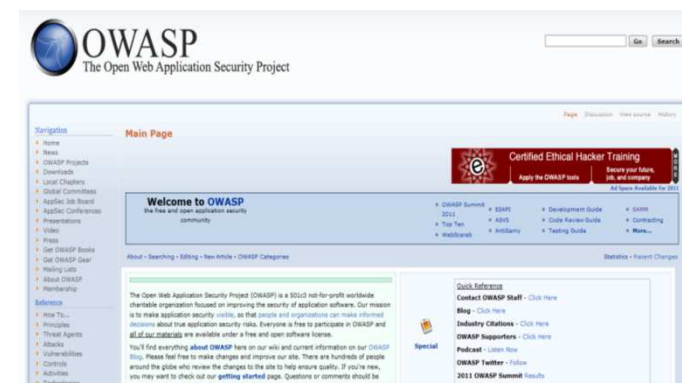 OWASP
The Open Web Application Security Project
Go Search
Page Discussion View source History
Navigation
Home
News
OWASP Projects
Downloads
Local Chapters
Global Committees
AppSec Job Board
AppSec Conferences
Presentations
Video
Press
Get OWASP Books
Get OWASP Gear
Mailing Lists
About OWASP
Membership
Reference
How To...
Principles
Threat Agents
Attacks
Vulnerabilities
Controls
Activities
Technologies
Main Page
Certified Ethical Hacker Training
Apply the OWASP tools
Secure your future,
job, and company
MORE
Ad Space Available for 2011
Welcome to OWASP
the free and open application security
community
OWASP Summit
2011
Top Ten
WebScarab
ESAPI
ASVS
AntiSamy
Development Guide
Code Review Guide
Testing Guide
SAMM
Contracting
More...
About - Searching - Editing - New Article - OWASP Categories
Statistics - Recent Changes
The Open Web Application Security Project (OWASP) is a 501c3 not-for-profit worldwide
charitable organization focused on improving the security of application software. Our mission
is to make application security visible, so that people and organizations can make informed
decisions about true application security risks. Everyone is free to participate in OWASP and
all of our materials are available under a free and open software license.
You'll find everything about OWASP here on our wiki and current information on our OWASP
Blog. Please feel free to make changes and improve our site. There are hundreds of people
around the globe who review the changes to the site to help ensure quality. If you're new,
you may want to check out our getting started page. Questions or comments should be
Special
Quick Reference
Contact OWASP Staff - Click Here
Blog - Click Here
Industry Citations - Click Here
OWASP Supporters - Click Here
Podcast - Listen Now
OWASP Twitter - Follow
2011 OWASP Summit Results